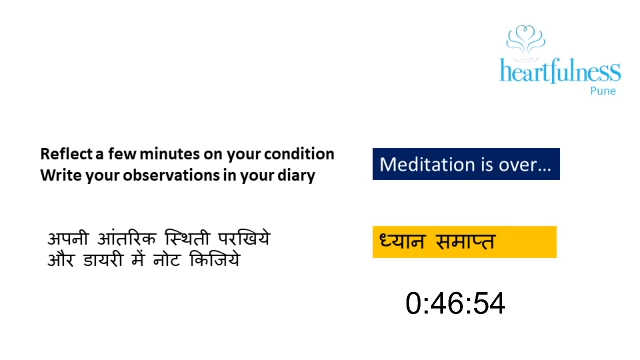 heartfulness
Pune
Reflect a few minutes on your condition
Write your observations in your diary
Meditation is over...
अपनी आंतरिक स्थिती परखिये
और डायरी में नोट किजिये
ध्यान समाप्त
0:46:54